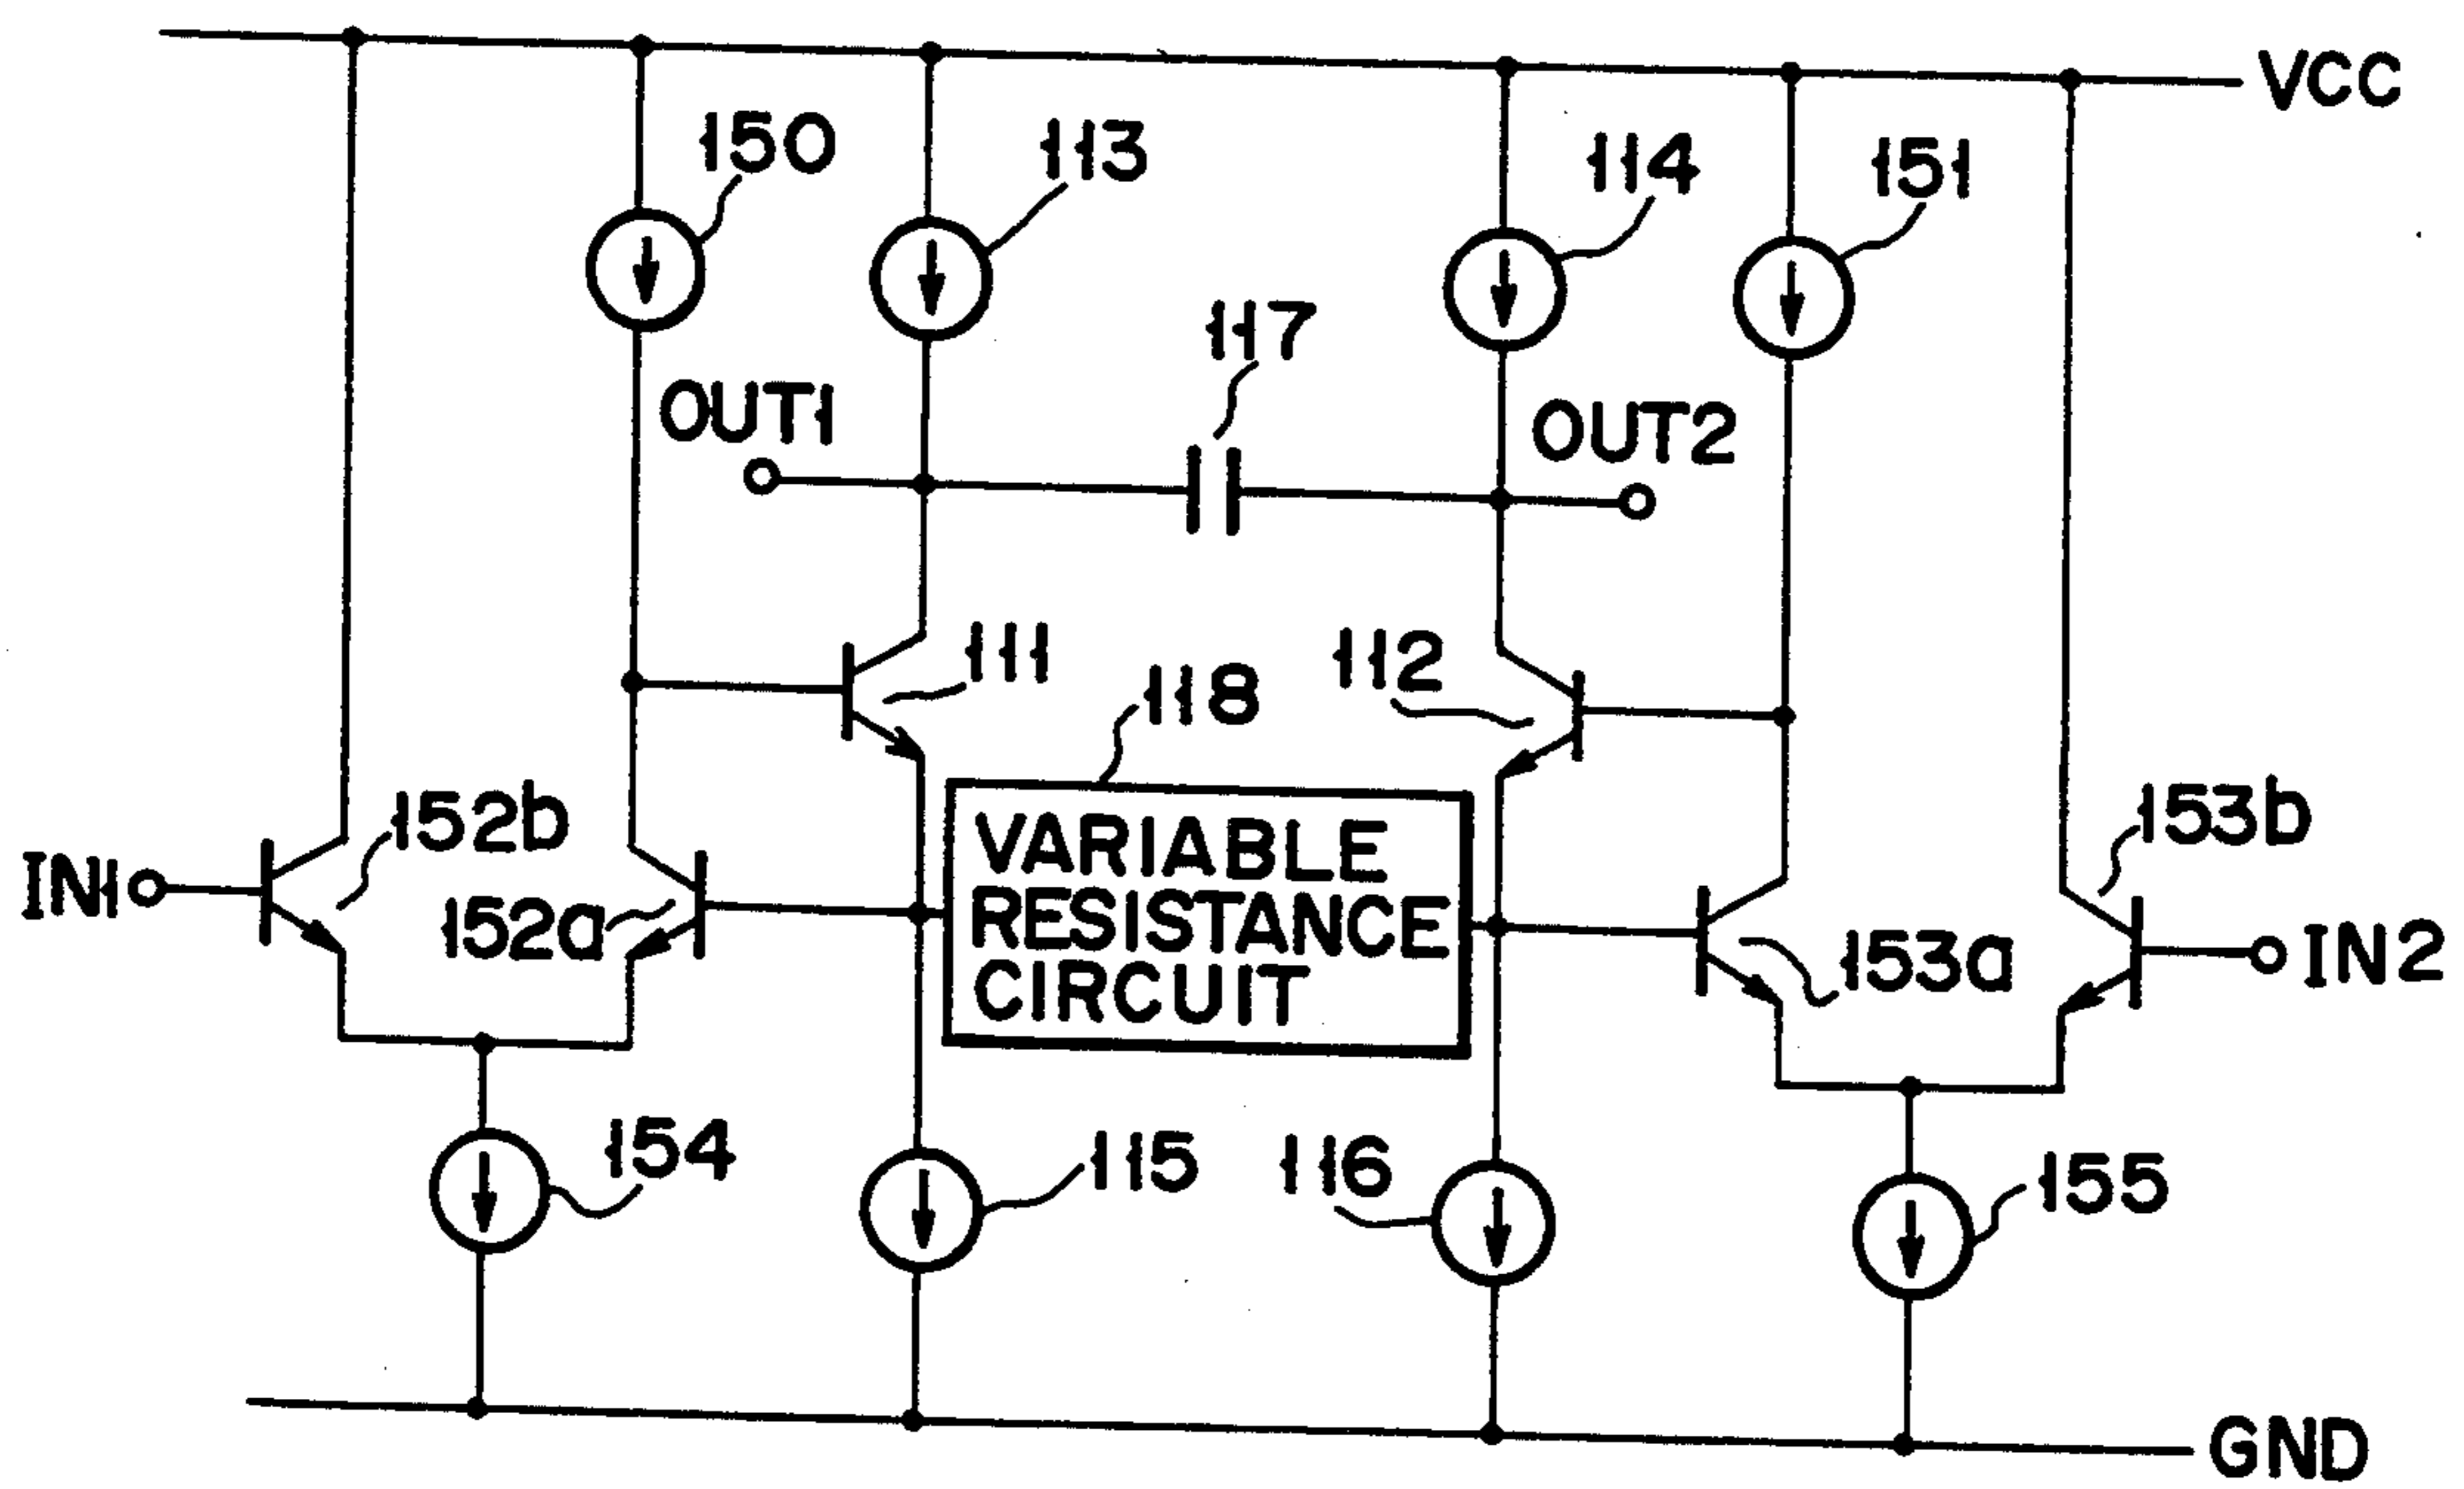 VCC
150
113
114
151
117
OUT1
OUT2
111
112
118
152b
153b
VARIABLE
RESISTANCE
CIRCUIT
IN1
152a
153a
IN2
154
115
116
155
GND